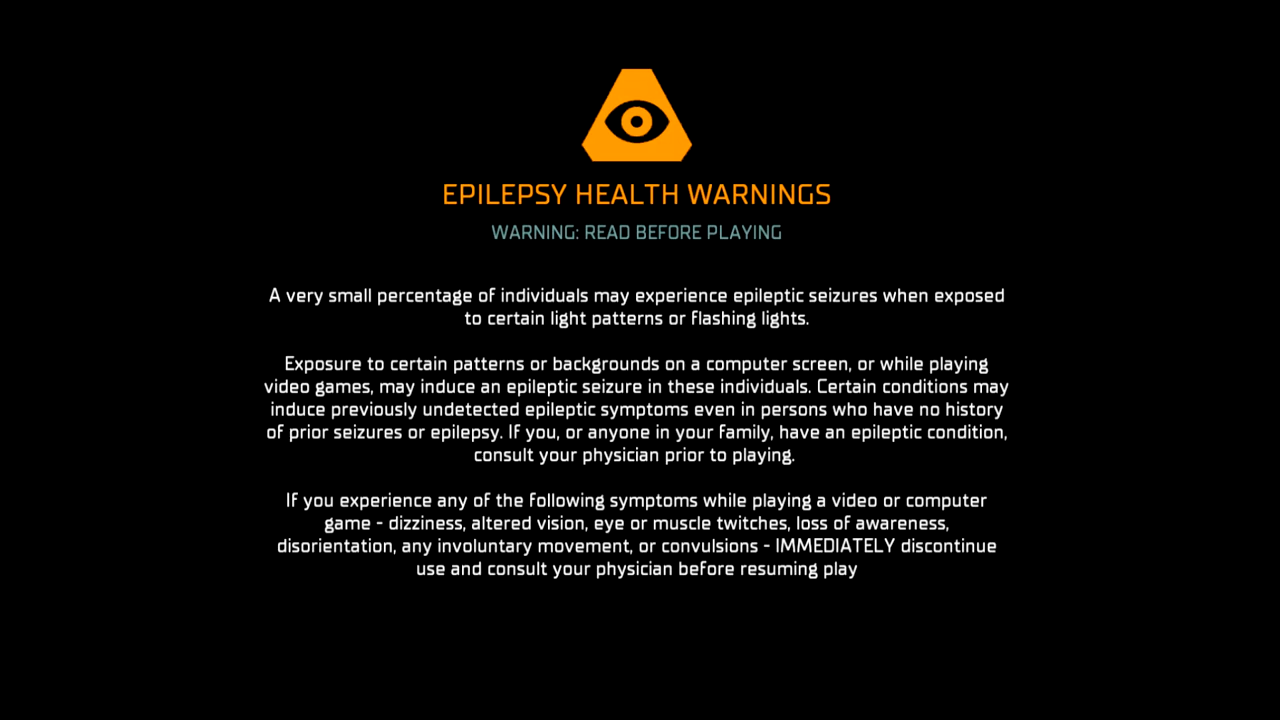 EPILEPSY HEALTH WARNINGS
WARNING: READ BEFORE PLAYING
A very small percentage of individuals may experience epileptic seizures when exposed
to certain light patterns or flashing lights.
Exposure to certain patterns or backgrounds on a computer screen, or while playing
video games, may induce an epileptic seizure in these individuals. Certain conditions may
induce previously undetected epileptic symptoms even in persons who have no history
of prior seizures or epilepsy. If you, or anyone in your family, have an epileptic condition,
consult your physician prior to playing.
If you experience any of the following symptoms while playing a video or computer
game - dizziness, altered vision, eye or muscle twitches, loss of awareness,
disorientation, any involuntary movement, or convulsions - IMMEDIATELY discontinue
use and consult your physician before resuming play